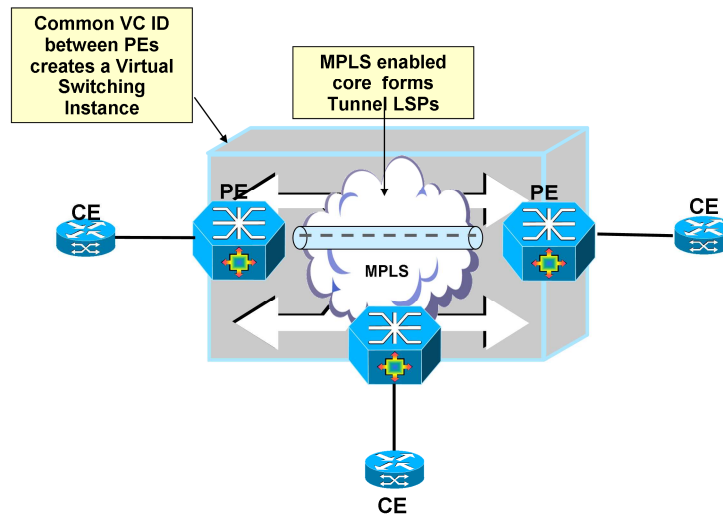 Common VC ID
between PEs
creates a Virtual
Switching
Instance
MPLS enabled
core forms
Tunnel LSPs
PE
PE
CE
CE
MPLS
CE